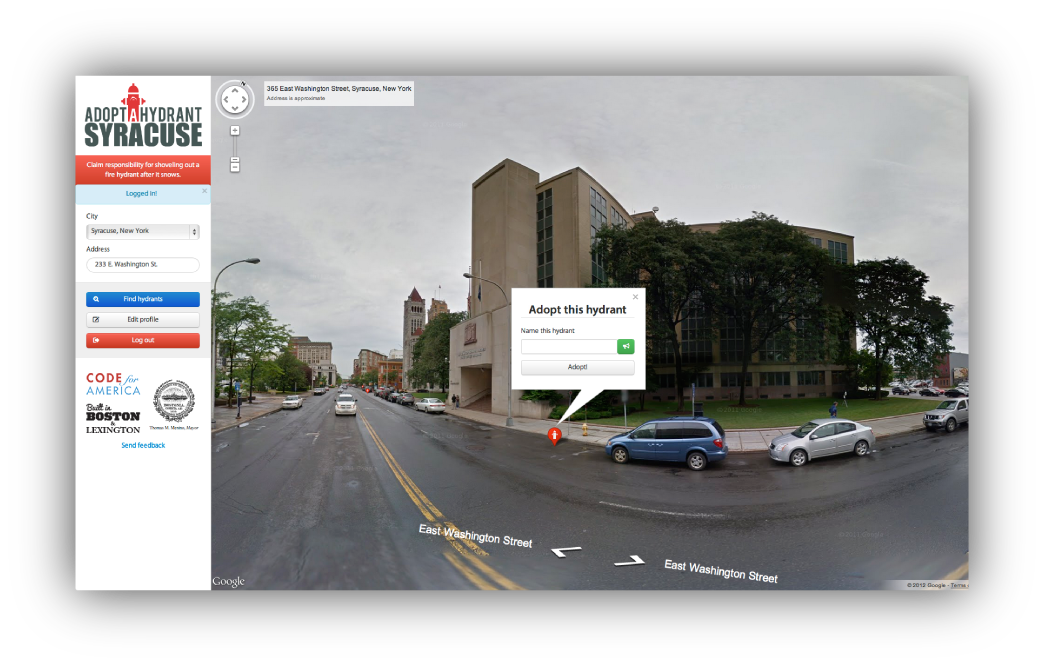 ADOPT A HYDRANT
SYRACUSE
Claim responsibility for shoveling out a
fire hydrant after it snows.
Logged in!
×
City
Syracuse, New York
Address
233 E. Washington St.
Find hydrants
Edit profile
Log out
CODE for
AMERICA
Built in
BOSTON
&
LEXINGTON
Thomas M. Menino, Mayor
Send feedback
N
365 East Washington Street, Syracuse, New York
Address is approximate
×
Adopt this hydrant
Name this hydrant
Adopt!
© 2012 Google
East Washington Street
East Washington Street
Google
© 2012 Google - Terms